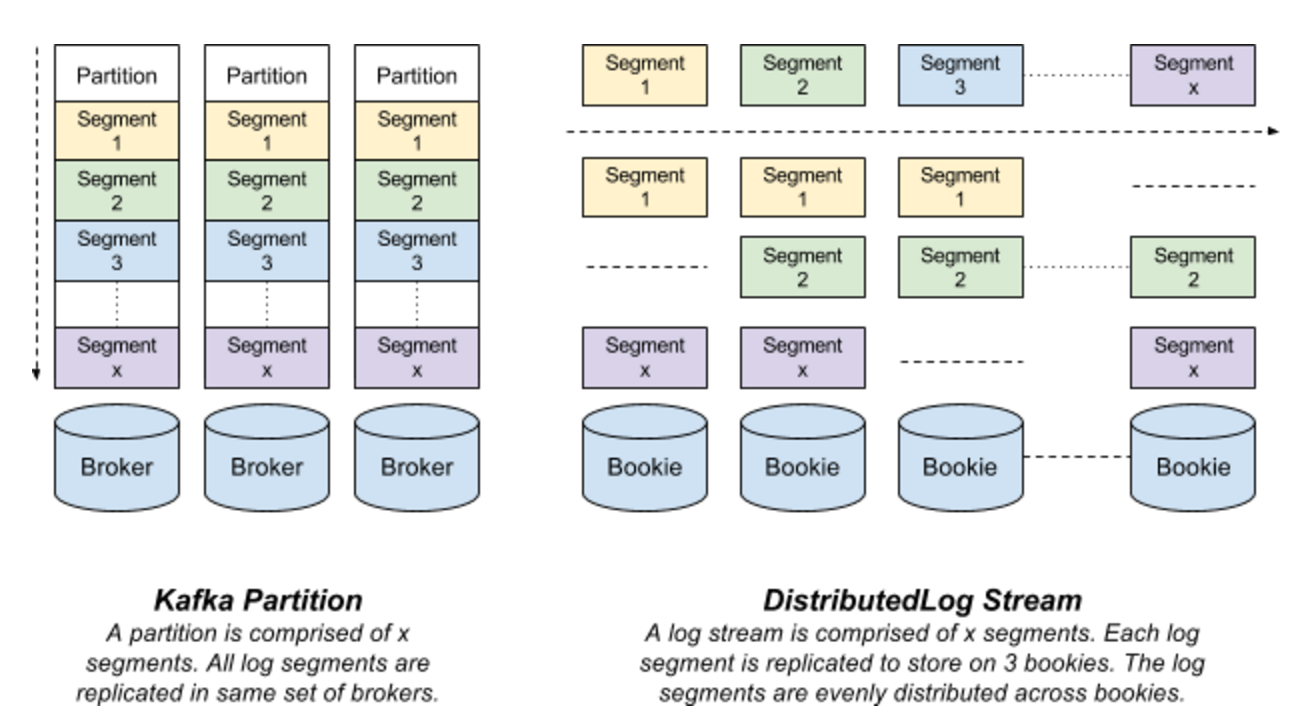 Partition Partition Partition
Segment Segment Segment
1 1 1
Segment Segment Segment
2 2 2
Segment Segment Segment
3 3 3
Segment Segment Segment
x x x
Broker Broker Broker
Kafka Partition
A partition is comprised of x
segments. All log segments are
replicated in same set of brokers.
Segment Segment Segment Segment
1 2 3 x
Segment Segment Segment
1 1 1
Segment Segment Segment
2 2 2
Segment Segment Segment
x x x
Bookie Bookie Bookie Bookie
DistributedLog Stream
A log stream is comprised of x segments. Each log
segment is replicated to store on 3 bookies. The log
segments are evenly distributed across bookies.